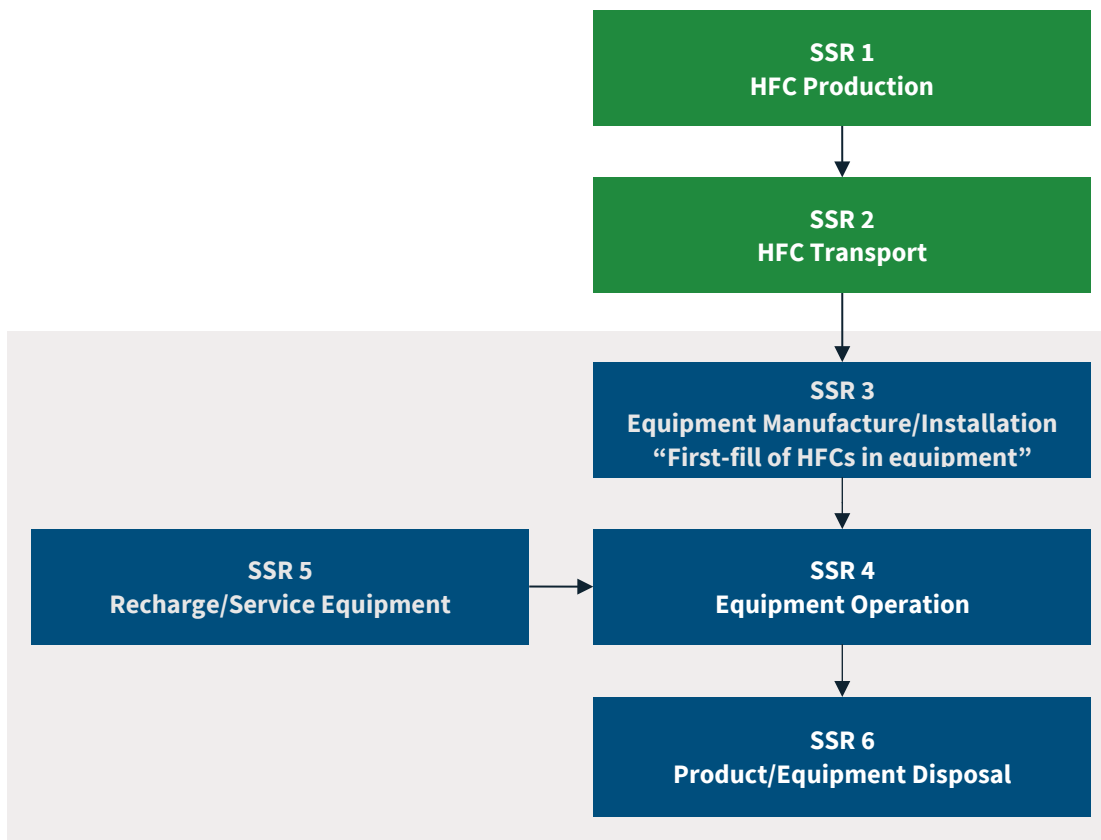 SSR 1
HFC Production
SSR 2
HFC Transport
SSR 3
Equipment Manufacture/Installation
“First-fill of HFCs in equipment”
SSR 5
Recharge/Service Equipment
SSR 4
Equipment Operation
SSR 6
Product/Equipment Disposal